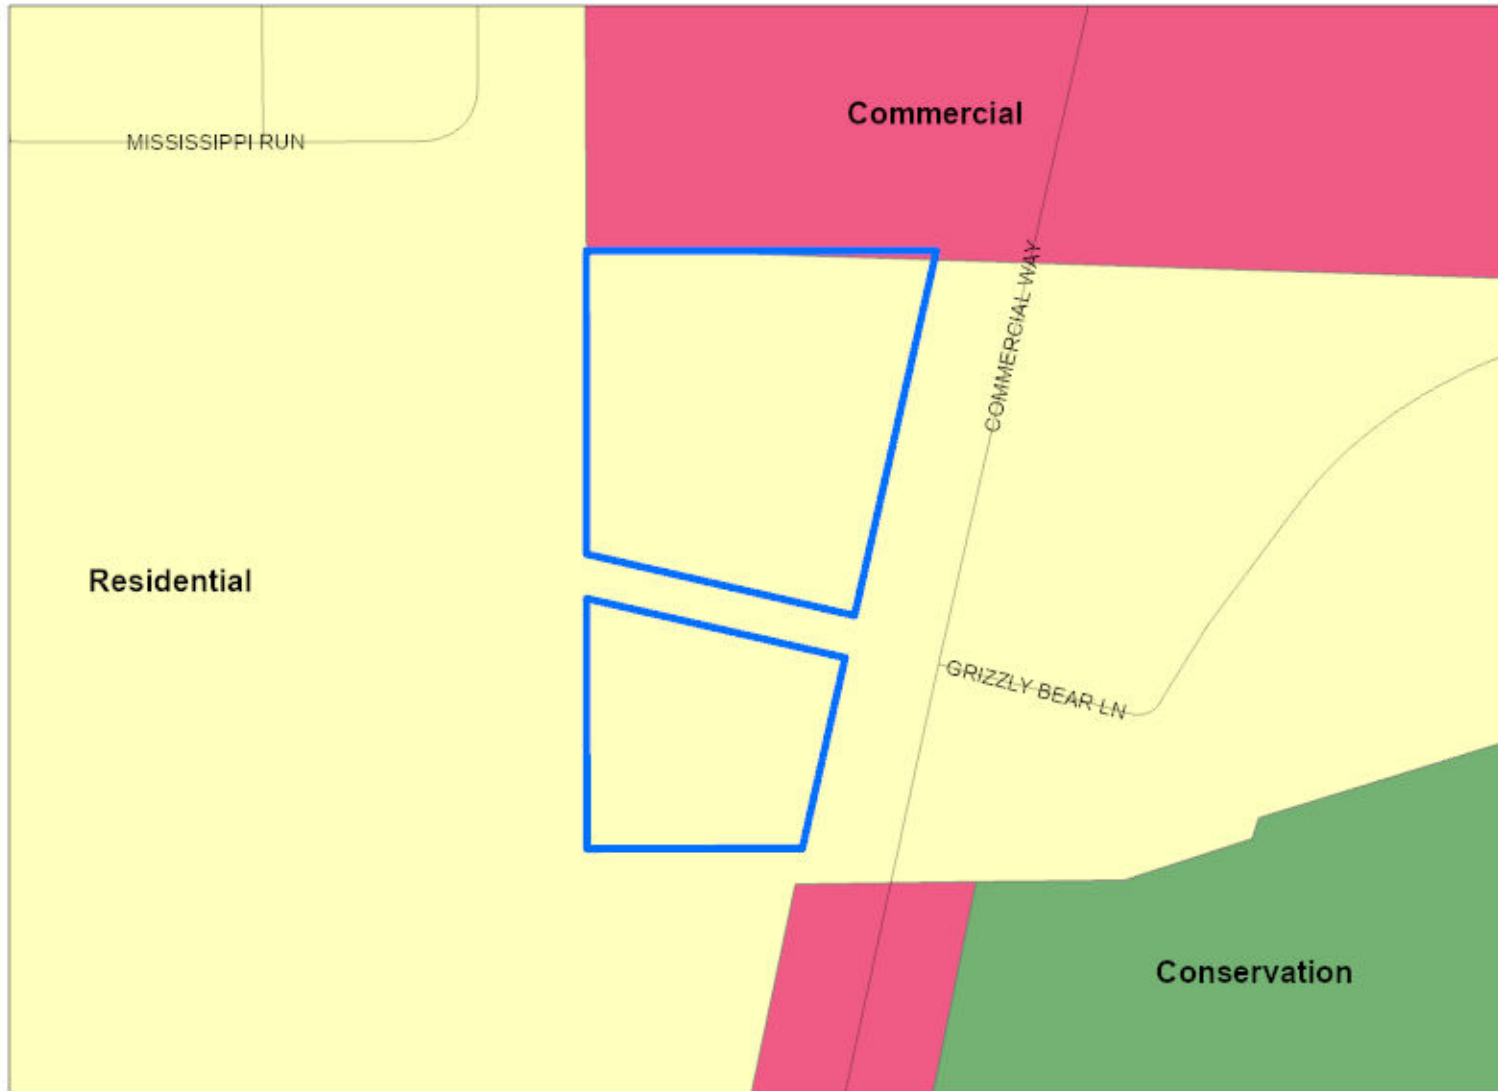 Commercial
MISSISSIPPI RUN
COMMERCIAL WAY
Residential
GRIZZLY BEAR LN
Conservation